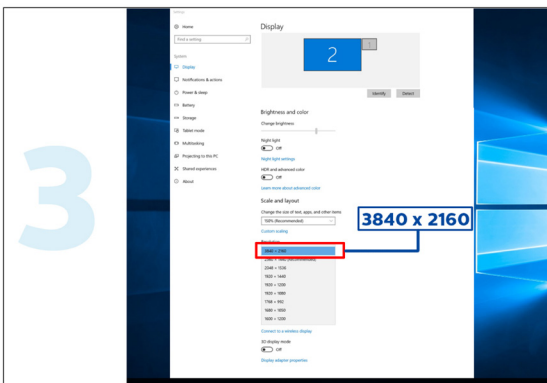 3
Settings
Home
Find a setting
System
Display
Notifications & actions
Power & sleep
Battery
Storage
Tablet mode
Multitasking
Projecting to this PC
Shared experiences
About
Display
2
1
Identify
Detect
Brightness and color
Change brightness
Night light
Off
Night light settings
HDR and advanced color
Off
Learn more about advanced color
Scale and layout
Change the size of text, apps, and other items
100% (Recommended)
Custom scaling
Resolution
3840 × 2160
2048 × 1536
1920 × 1440
1920 × 1200
1920 × 1080
1768 × 992
1680 × 1050
1600 × 1200
Connect to a wireless display
3D display mode
Off
Display adapter properties
3840 x 2160